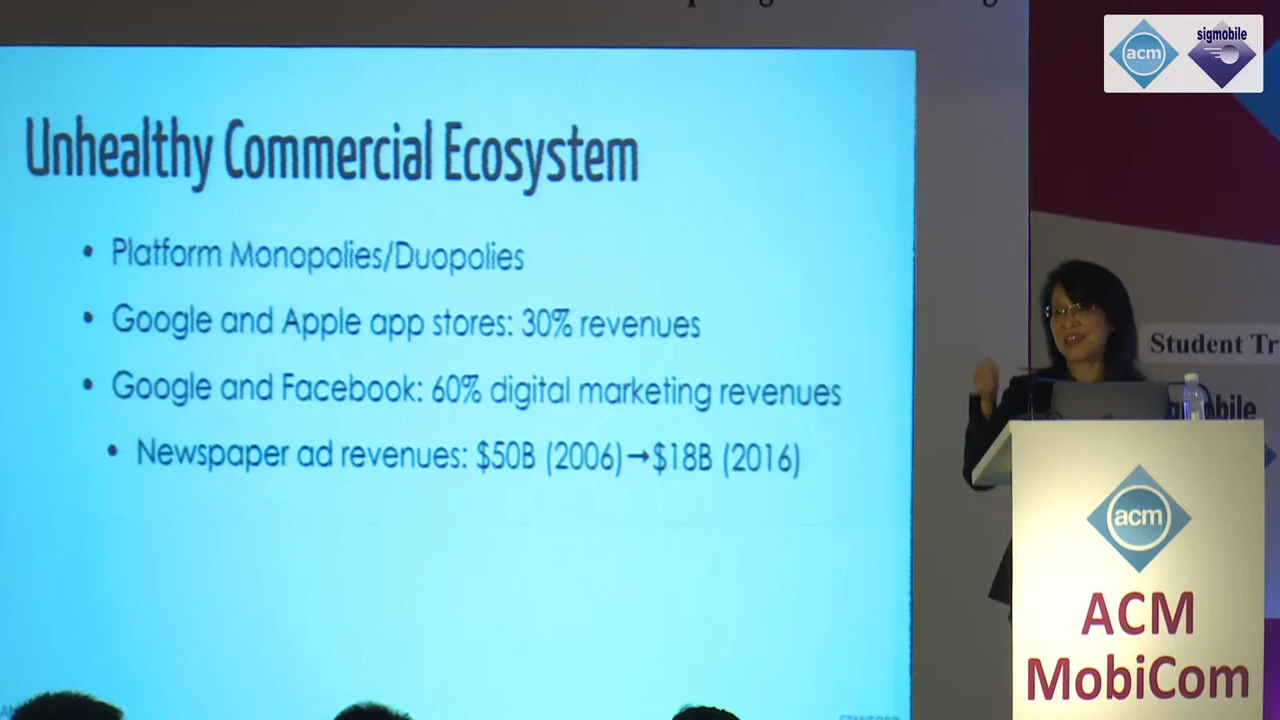 Unhealthy Commercial Ecosystem
• Platform Monopolies/Duopolies
• Google and Apple app stores: 30% revenues
• Google and Facebook: 60% digital marketing revenues
• Newspaper ad revenues: $50B (2006)→$18B (2016)
acm
sigmobile
Student Tr
acm
ACM
MobiCom